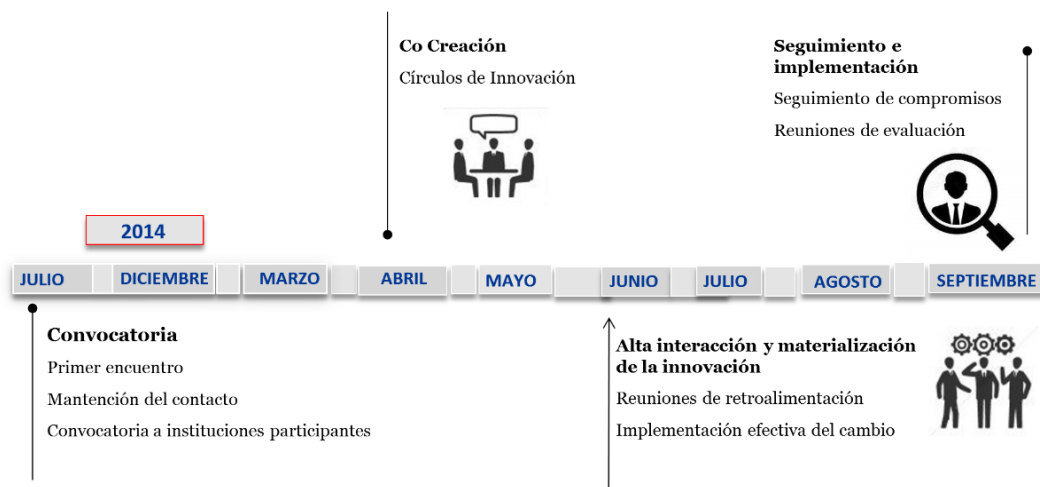 Co Creación
Círculos de Innovación
Seguimiento e
implementación
Seguimiento de compromisos
Reuniones de evaluación
2014
JULIO DICIEMBRE MARZO ABRIL MAYO JUNIO JULIO AGOSTO SEPTIEMBRE
Convocatoria
Primer encuentro
Mantención del contacto
Convocatoria a instituciones participantes
Alta interacción y materialización
de la innovación
Reuniones de retroalimentación
Implementación efectiva del cambio